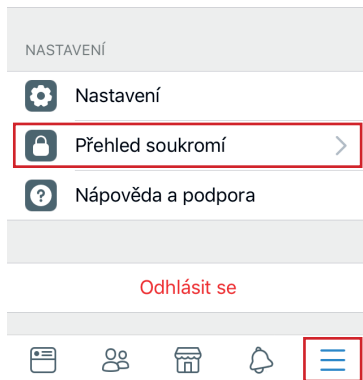 NASTAVENÍ
Nastavení
Přehled soukromí
Nápověda a podpora
Odhlásit se